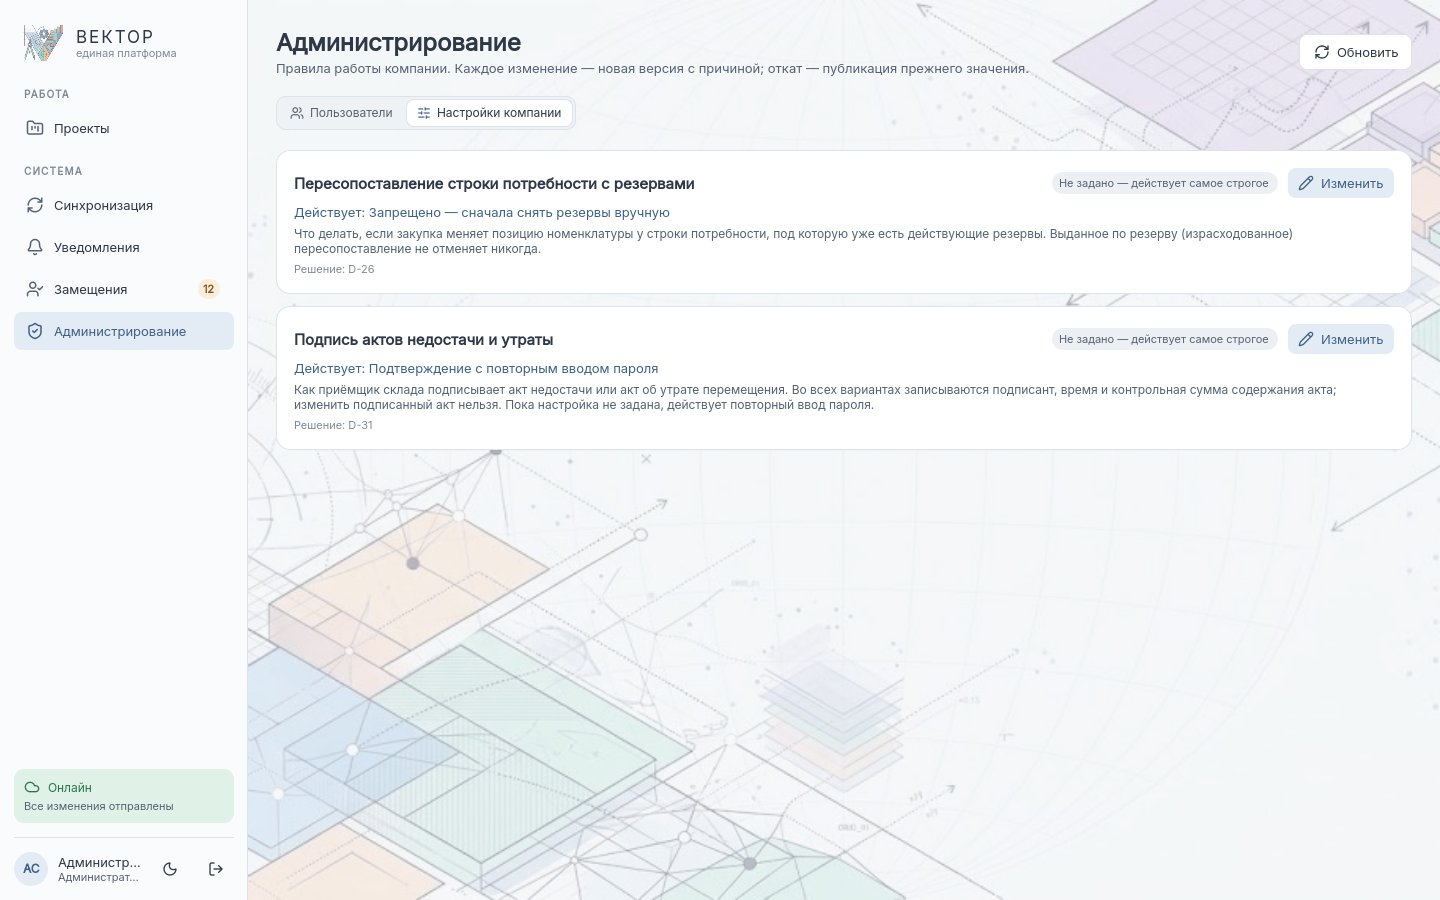 ВЕКТОР
единая платформа
РАБОТА
Проекты
СИСТЕМА
Синхронизация
Уведомления
Замещения
12
Администрирование
Онлайн
Все изменения отправлены
АС
Администр...
Администрат...
Администрирование
Правила работы компании. Каждое изменение — новая версия с причиной; откат — публикация прежнего значения.
Обновить
Пользователи
Настройки компании
Пересопоставление строки потребности с резервами
Не задано — действует самое строгое
Изменить
Действует: Запрещено — сначала снять резервы вручную
Что делать, если закупка меняет позицию номенклатуры у строки потребности, под которую уже есть действующие резервы. Выданное по резерву (израсходованное)
пересопоставление не отменяет никогда.
Решение: D-26
Подпись актов недостачи и утраты
Не задано — действует самое строгое
Изменить
Действует: Подтверждение с повторным вводом пароля
Как приёмщик склада подписывает акт недостачи или акт об утрате перемещения. Во всех вариантах записываются подписант, время и контрольная сумма содержания акта;
изменить подписанный акт нельзя. Пока настройка не задана, действует повторный ввод пароля.
Решение: D-31